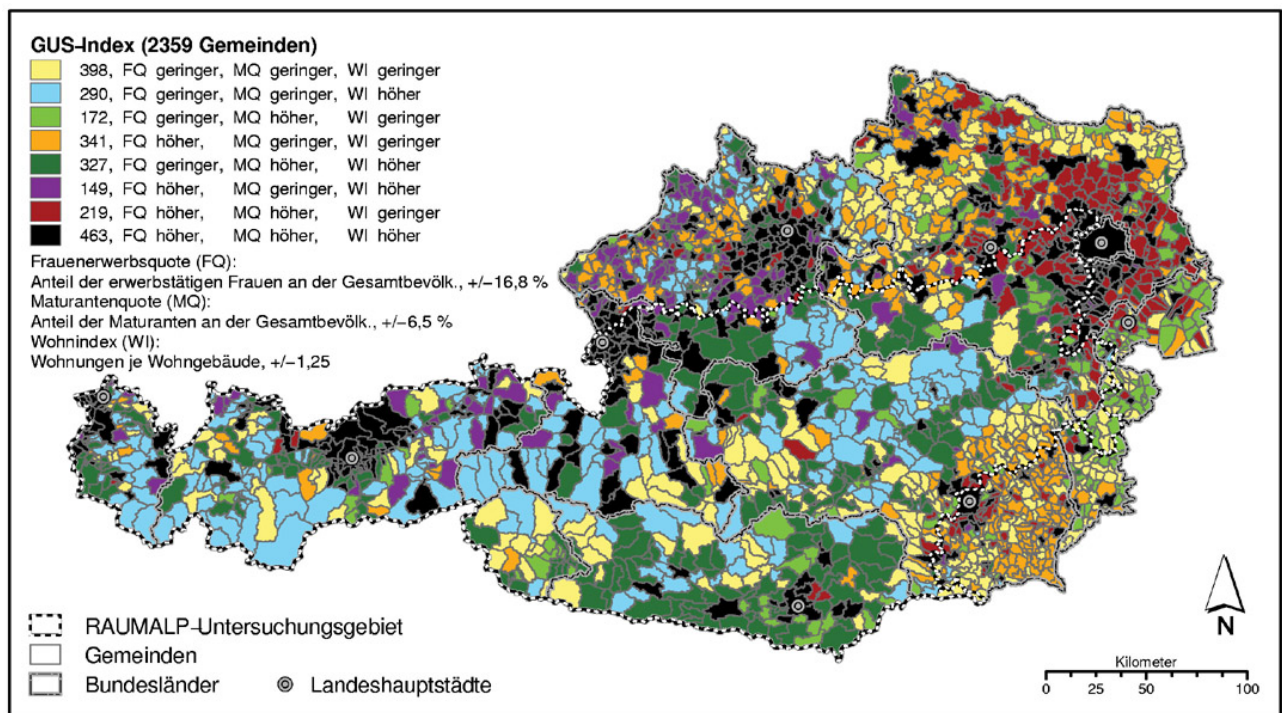 GUS-Index (2359 Gemeinden)
398, FQ geringer, MQ geringer, WI geringer
290, FQ geringer, MQ geringer, WI höher
172, FQ geringer, MQ höher, WI geringer
341, FQ höher, MQ geringer, WI geringer
327, FQ geringer, MQ höher, WI höher
149, FQ höher, MQ geringer, WI höher
219, FQ höher, MQ höher, WI geringer
463, FQ höher, MQ höher, WI höher
Frauenerwerbsquote (FQ):
Anteil der erwerbstätigen Frauen an der Gesamtbevölk., +/−16,8 %
Maturantenquote (MQ):
Anteil der Maturanten an der Gesamtbevölk., +/−6,5 %
Wohnindex (WI):
Wohnungen je Wohngebäude, +/−1,25
RAUMALP-Untersuchungsgebiet
Gemeinden
Bundesländer
Landeshauptstädte
N
Kilometer
0 25 50 100